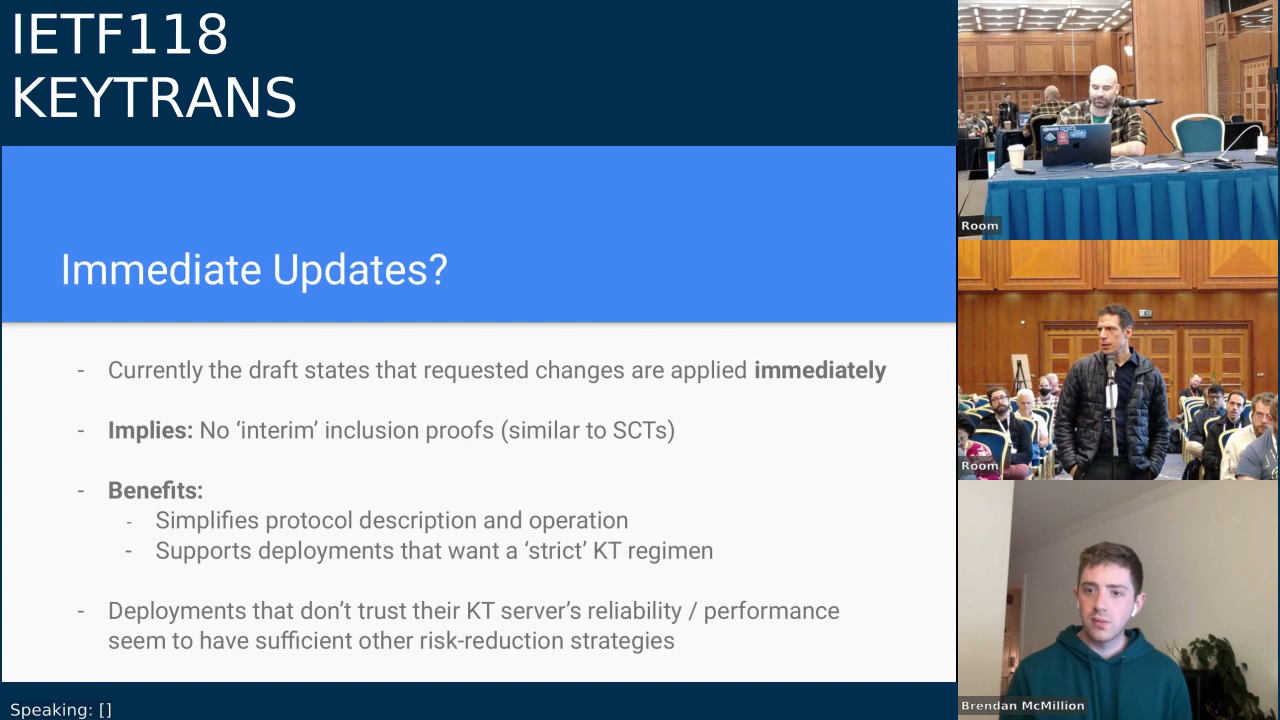 IETF118
KEYTRANS
Immediate Updates?
- Currently the draft states that requested changes are applied immediately
- Implies: No ‘interim’ inclusion proofs (similar to SCTs)
- Benefits:
- Simplifies protocol description and operation
- Supports deployments that want a ‘strict’ KT regimen
- Deployments that don’t trust their KT server’s reliability / performance
seem to have sufficient other risk-reduction strategies
Speaking: []
Room
Room
Brendan McMillion